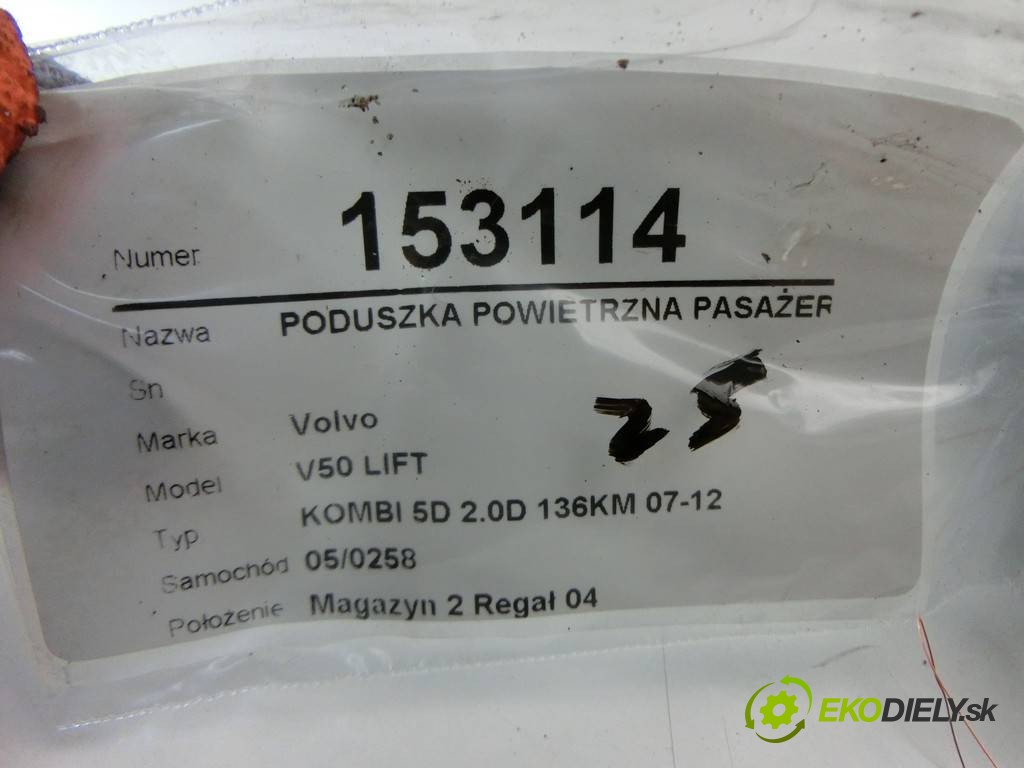 Numer 153114
Nazwa PODUSZKA POWIETRZNA PASAŻER
Sn
25
Marka Volvo
Model V50 LIFT
Typ KOMBI 5D 2.0D 136KM 07-12
Samochód 05/0258
Położenie Magazyn 2 Regał 04
EKODIELY.sk